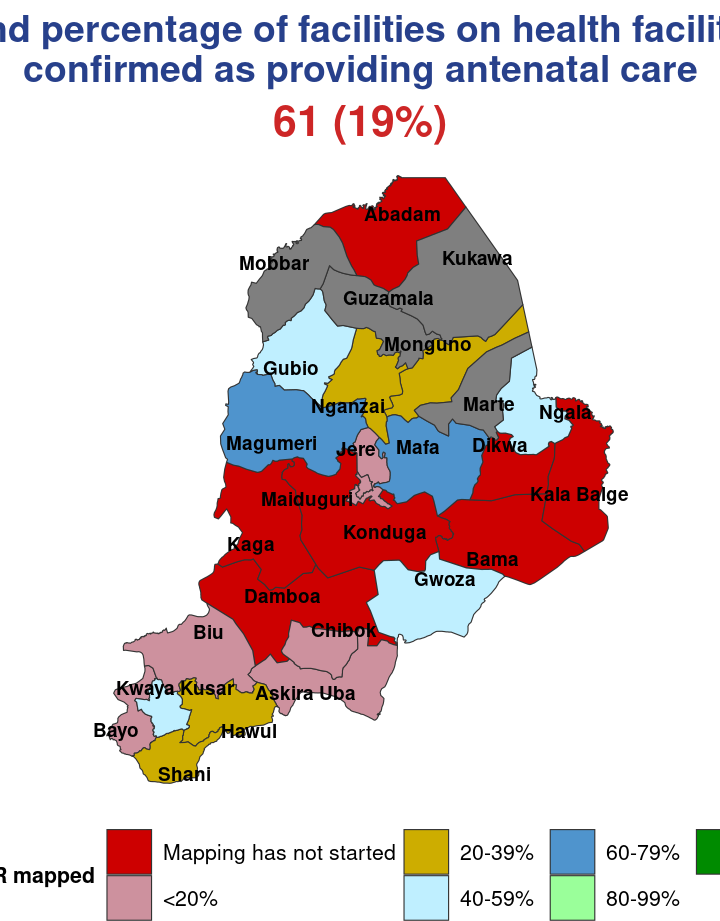 nd percentage of facilities on health facilit
confirmed as providing antenatal care
61 (19%)
Abadam
Kukawa
Mobbar
Guzamala
Monguno
Gubio
Nganzai
Marte
Ngala
Magumeri
Jere
Mafa
Dikwa
Maiduguri
Kala Balge
Konduga
Kaga
Bama
Gwoza
Damboa
Biu
Chibok
Kwaya Kusar
Askira Uba
Bayo
Hawul
Shani
R mapped
Mapping has not started
20-39%
60-79%
<20%
40-59%
80-99%